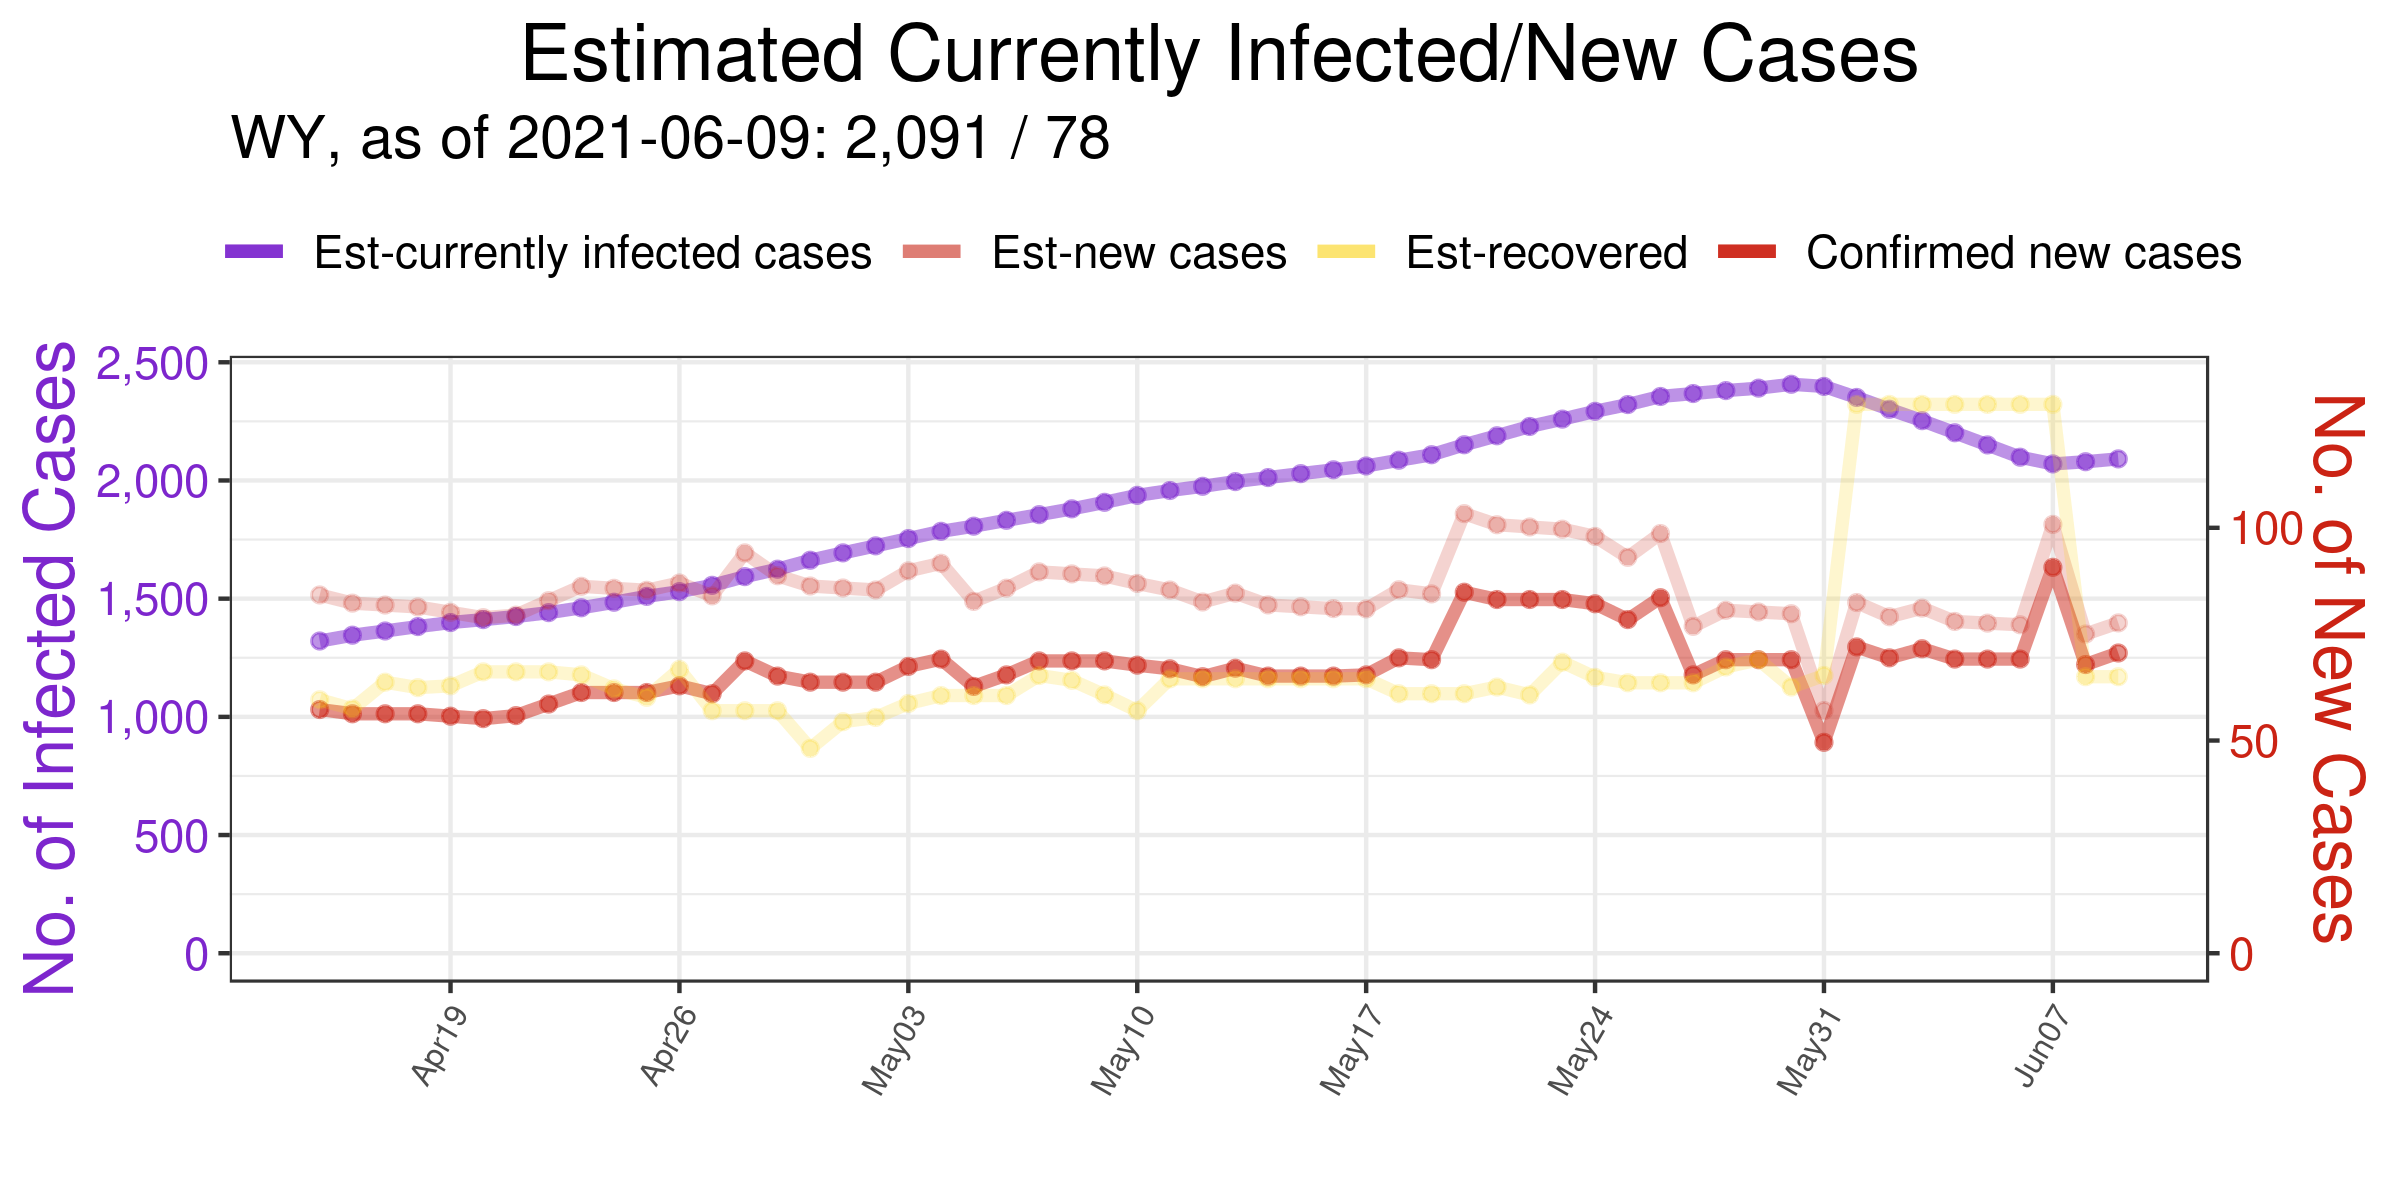 Estimated Currently Infected/New Cases
WY, as of 2021-06-09: 2,091 / 78
Est-currently infected cases Est-new cases Est-recovered Confirmed new cases
No. of Infected Cases
2,500
2,000
1,500
1,000
500
0
100
50
0
No. of New Cases
Apr19 Apr26 May03 May10 May17 May24 May31 Jun07